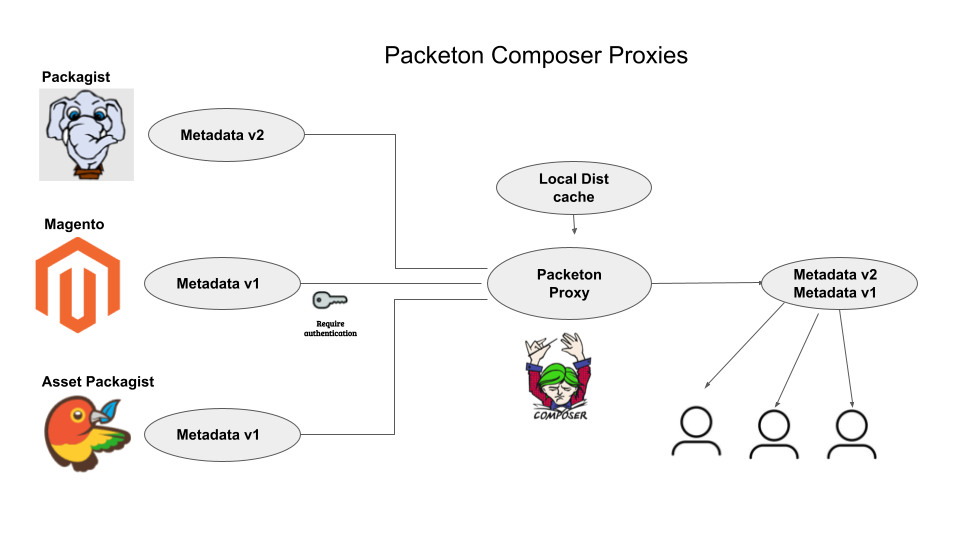 Packeton Composer Proxies
Packagist
Metadata v2
Local Dist
cache
Magento
Metadata v1
Require
authentication
Packeton
Proxy
Metadata v2
Metadata v1
COMPOSER
Asset Packagist
Metadata v1